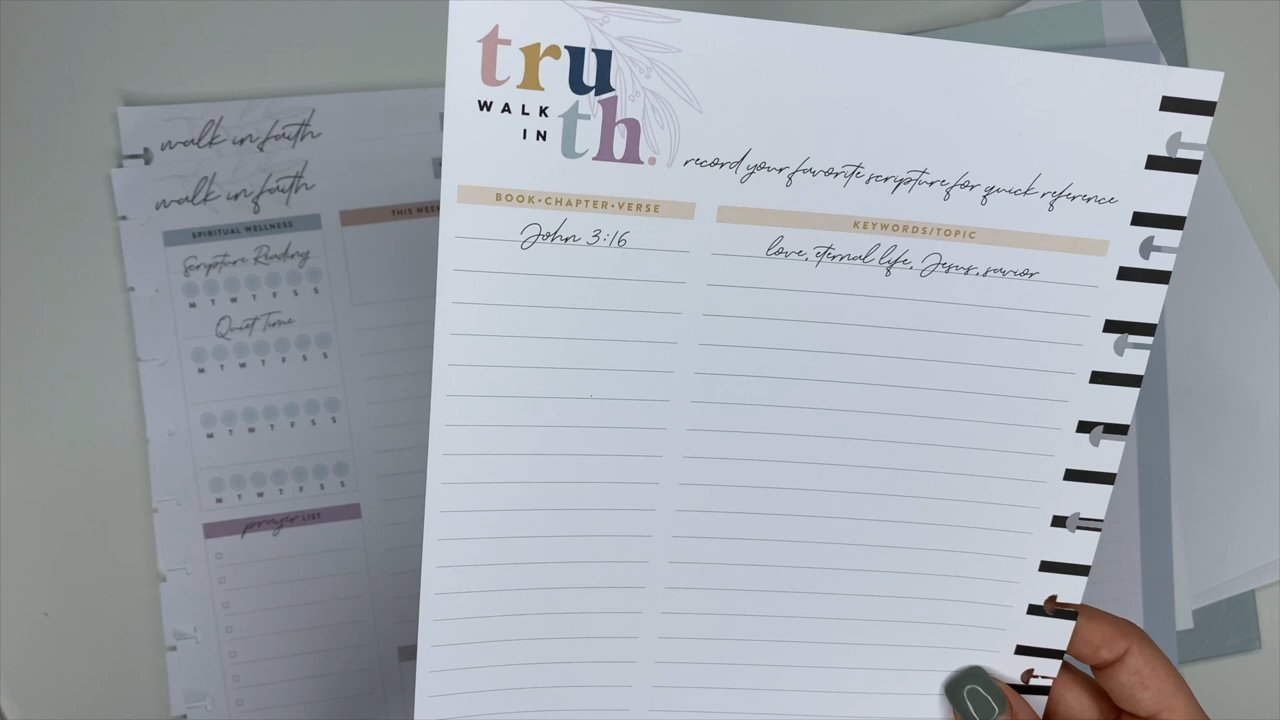 truth.
WALK
IN
record your favorite scripture for quick reference
BOOK•CHAPTER•VERSE
KEYWORDS/TOPIC
John 3:16
love, eternal life, Jesus, savior
walk in faith
walk in faith
SPIRITUAL WELLNESS
THIS WEEK
Scripture Reading
M T W T F S S
Quiet Time
M T W T F S S
M T W T F S S
M T W T F S S
prayer LIST